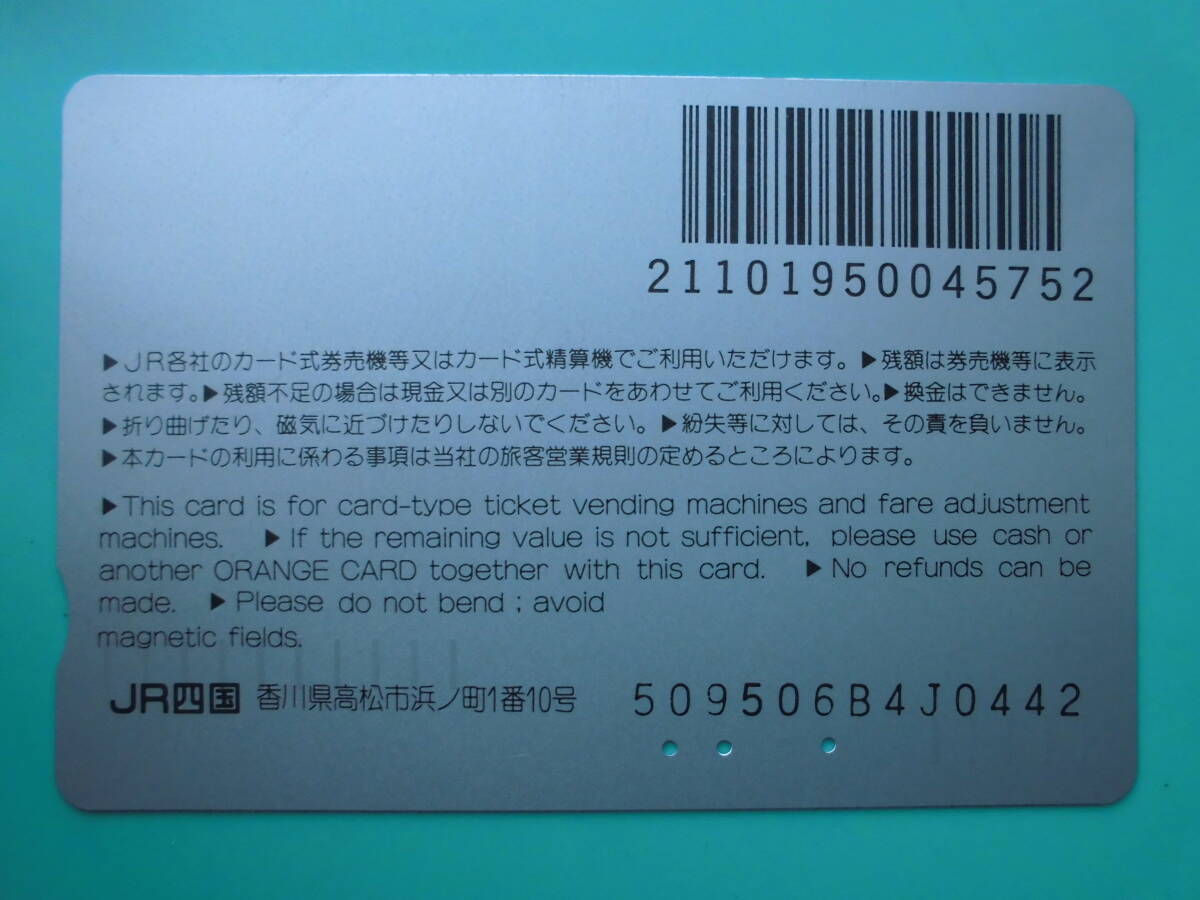 21101950045752
▶JR各社のカード式券売機等又はカード式精算機でご利用いただけます。▶残額は券売機等に表示
されます。▶残額不足の場合は現金又は別のカードをあわせてご利用ください。▶換金はできません。
▶折り曲げたり、磁気に近づけたりしないでください。▶紛失等に対しては、その責を負いません。
▶本カードの利用に係わる事項は当社の旅客営業規則の定めるところによります。
▶This card is for card-type ticket vending machines and fare adjustment
machines. ▶If the remaining value is not sufficient, please use cash or
another ORANGE CARD together with this card. ▶No refunds can be
made. ▶Please do not bend; avoid
magnetic fields.
JR四国 香川県高松市浜ノ町1番10号 509506B4J0442